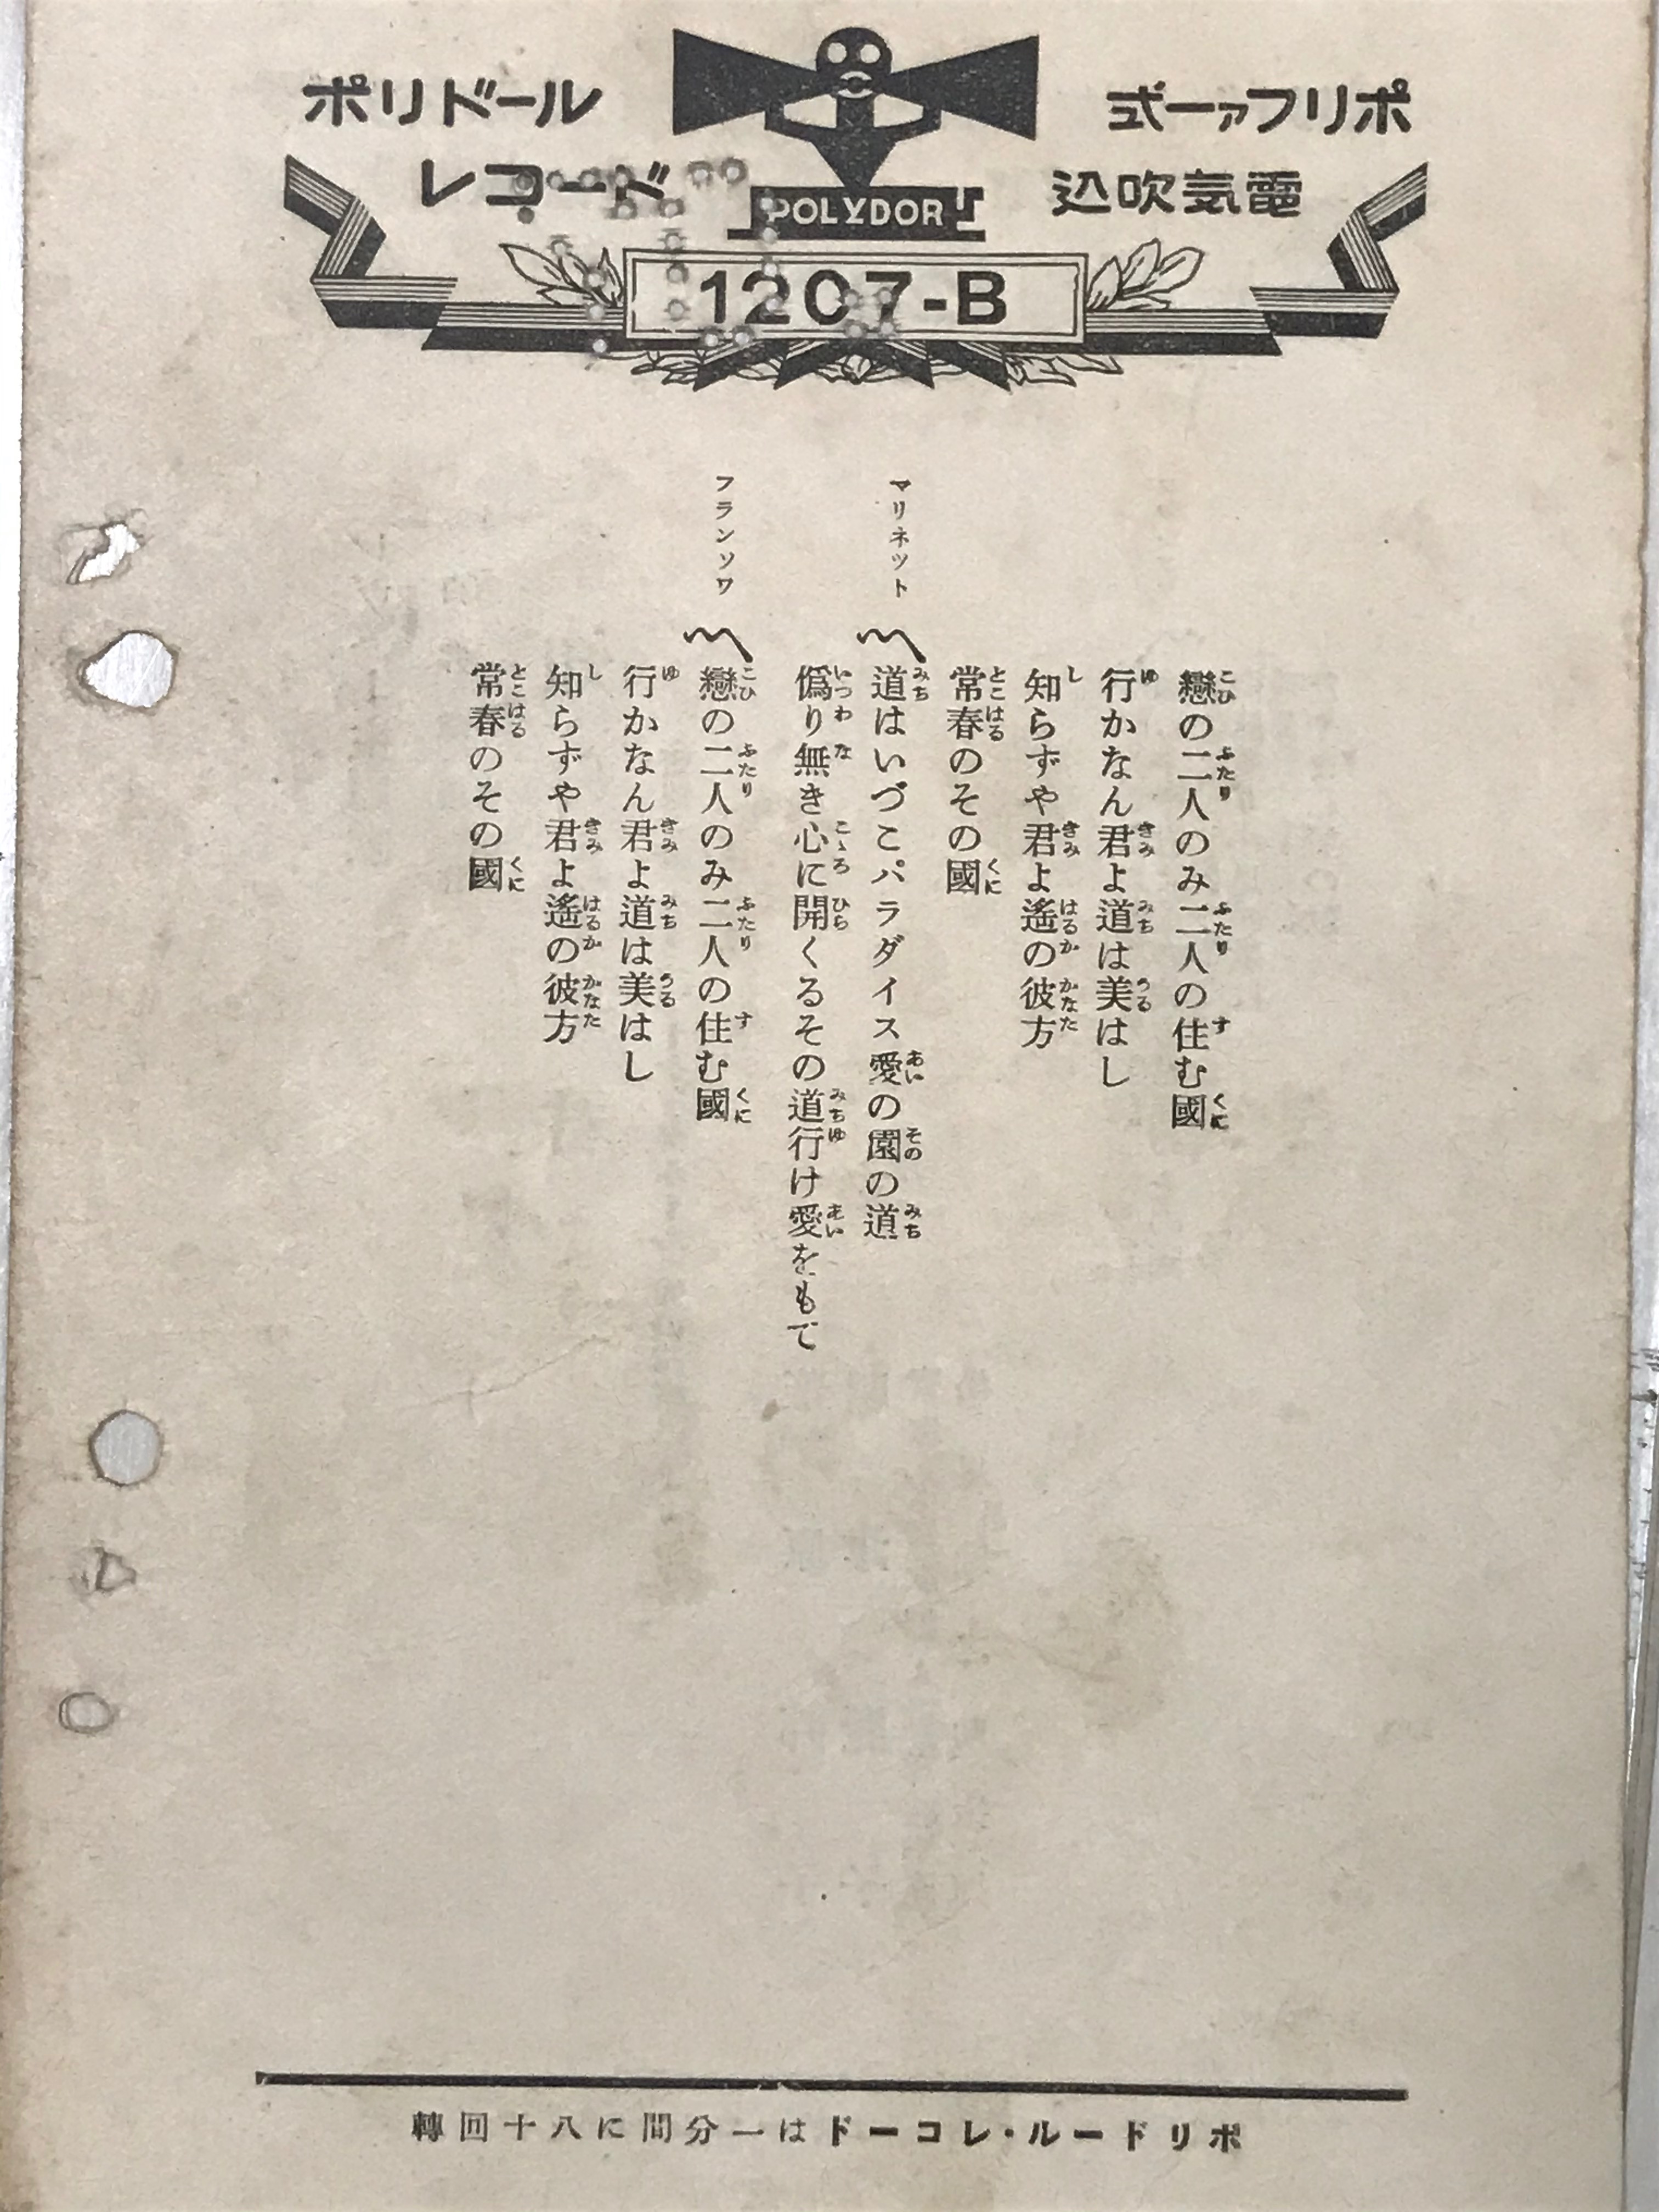 ポリドール
レコード
ポリファー式
電気吹込
POLYDOR
1207-B
戀の二人のみ二人の住む國
行かなん君よ道は美はし
知らずや君よ遙の彼方
常春のその國
マリネット
道はいづこパラダイス愛の園の道
僞り無き心に開くるその道行け愛をもて
フランソワ
戀の二人のみ二人の住む國
行かなん君よ道は美はし
知らずや君よ遙の彼方
常春のその國
ポリドール・レコードは一分間に八十回轉